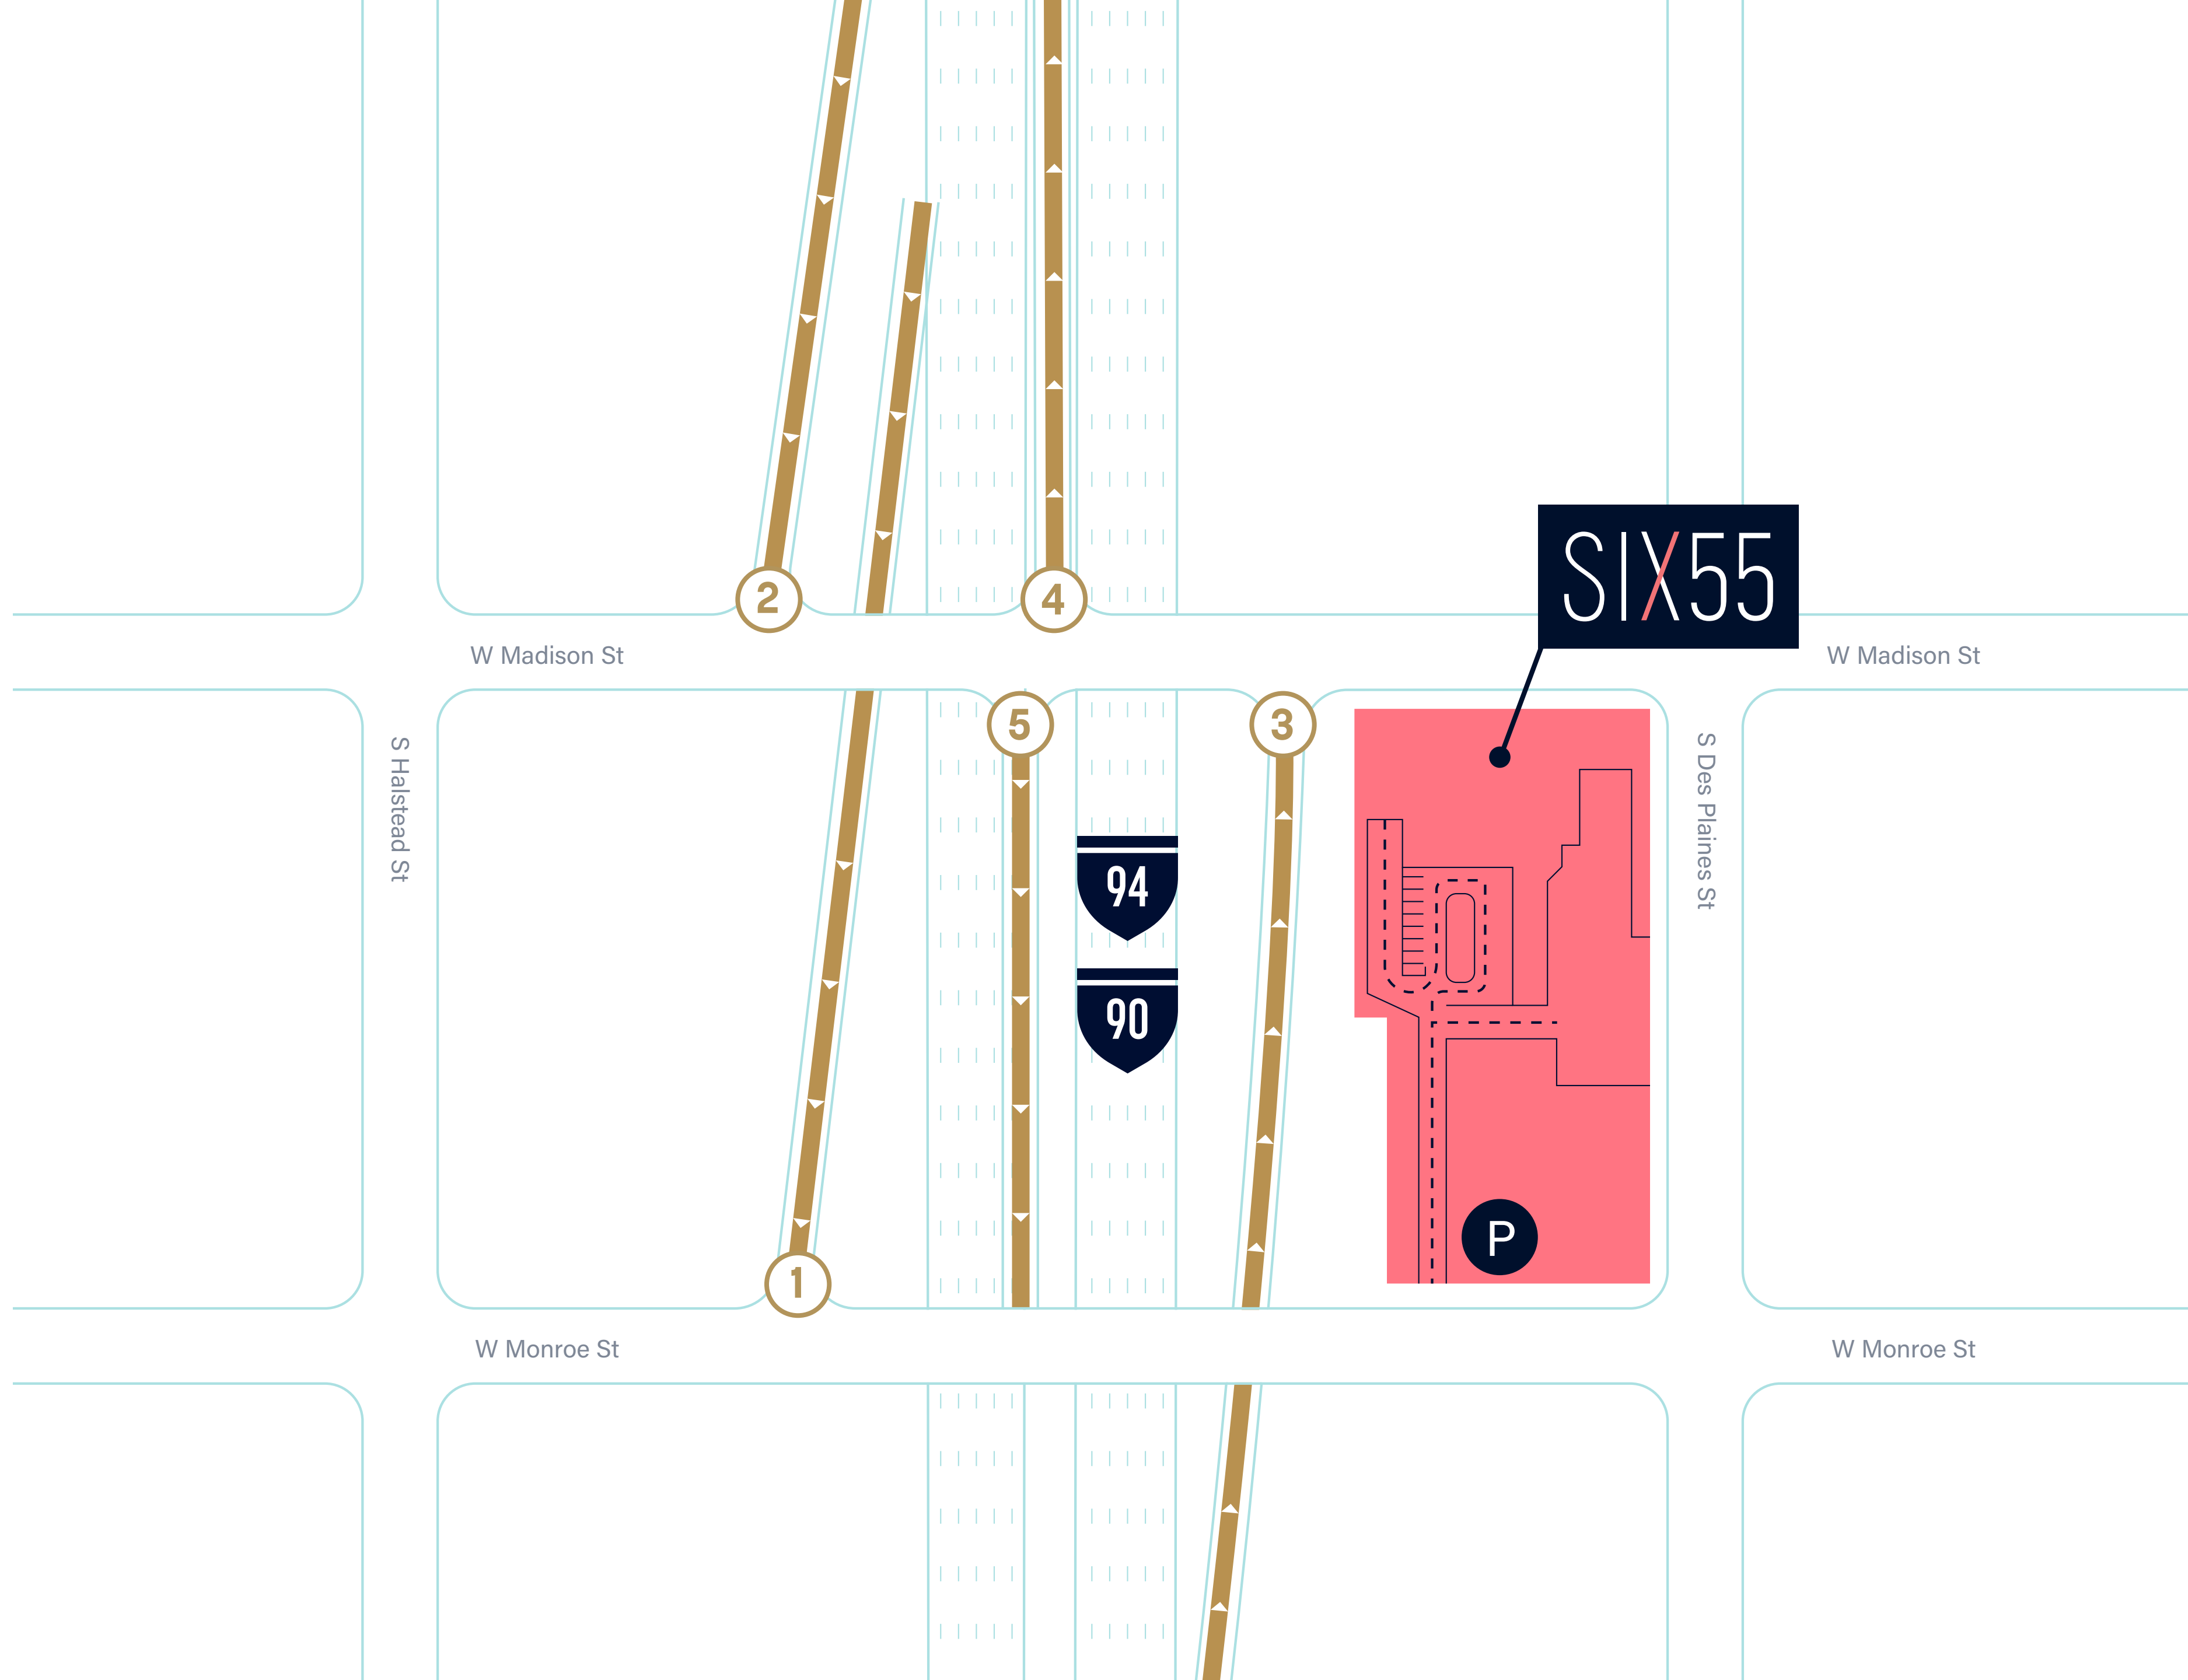 SIX55
2
4
W Madison St
W Madison St
5
3
S Halstead St
S Des Plaines St
94
90
P
1
W Monroe St
W Monroe St